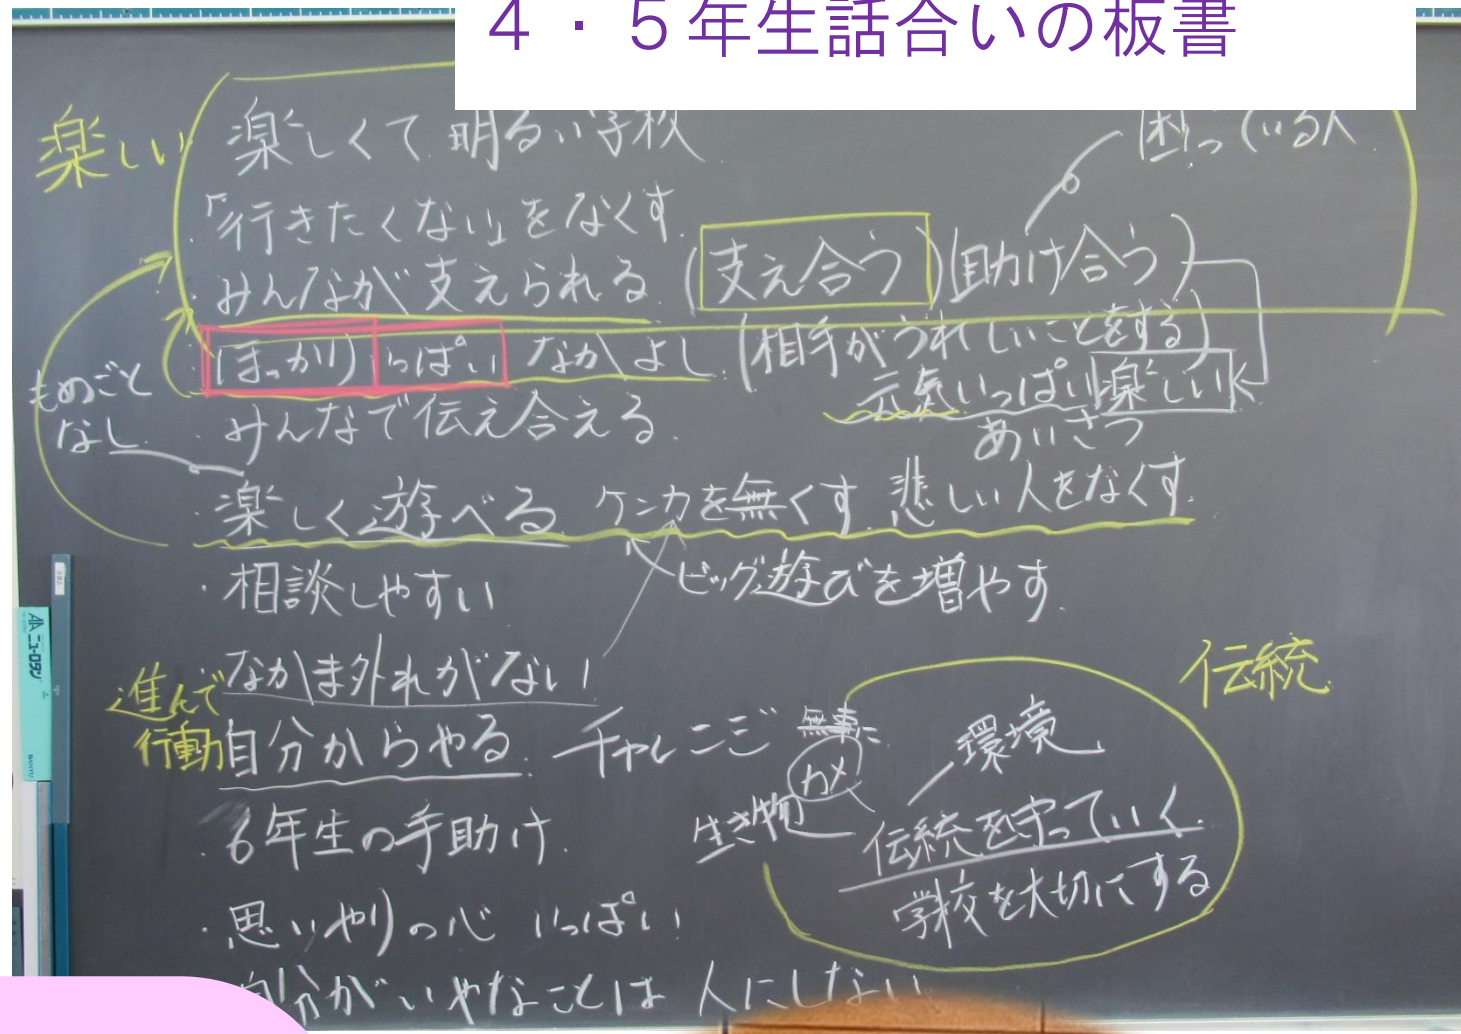 ４・５年生話合いの板書
楽しい
楽しくて 明るい学校
困っている人
・「行きたくない」をなくす
・みんなが支えられる (支え合う)(助け合う)
・ほっかりいっぱい なかよし (相手がうれしいことをする)
元気いっぱい楽しい
あいさつ
もめごと
なし
・みんなで伝え合える
・楽しく遊べる ケンカを無くす 悲しい人をなくす
ビッグ遊びを増やす
・相談しやすい
・なかま外れがない
進んで
行動
自分からやる チャレンジ
無事に
カメ
生き物
環境
伝統
伝統を守っていく
学校を大切にする
・6年生の手助け
・思いやりの心 いっぱい
自分がいやなことは 人にしない
ニューロタン